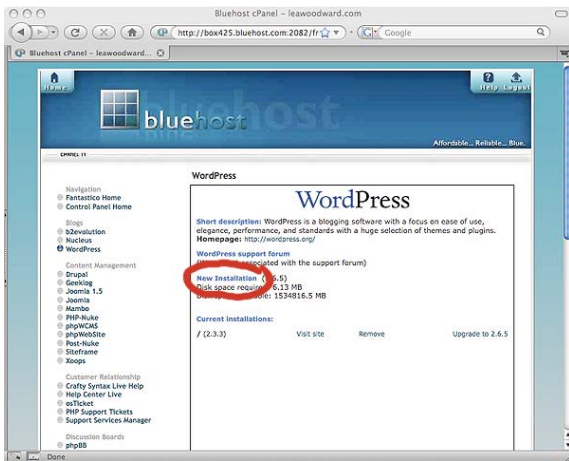 Bluehost cPanel – leawoodward.com
http://box425.bluehost.com:2082/fr
Google
Bluehost cPanel – leawoodward...
Home
Help
Logout
bluehost
Affordable... Reliable... Blue.
CPANEL 11
WordPress
Navigation
Fantastico Home
Control Panel Home
Blogs
b2evolution
Nucleus
WordPress
Content Management
Drupal
Geeklog
Joomla 1.5
Joomla
Mambo
PHP-Nuke
phpWCMS
phpWebSite
Post-Nuke
Siteframe
Xoops
Customer Relationship
Crafty Syntax Live Help
Help Center Live
osTicket
PHP Support Tickets
Support Services Manager
Discussion Boards
phpBB
WordPress
Short description: WordPress is a blogging software with a focus on ease of use,
elegance, performance, and standards with a huge selection of themes and plugins.
Homepage: http://wordpress.org/
WordPress support forum
associated with the support forum)
New Installation
Disk space required: 6.13 MB
1534816.5 MB
Current installations:
/ (2.3.3) Visit site Remove Upgrade to 2.6.5
Done